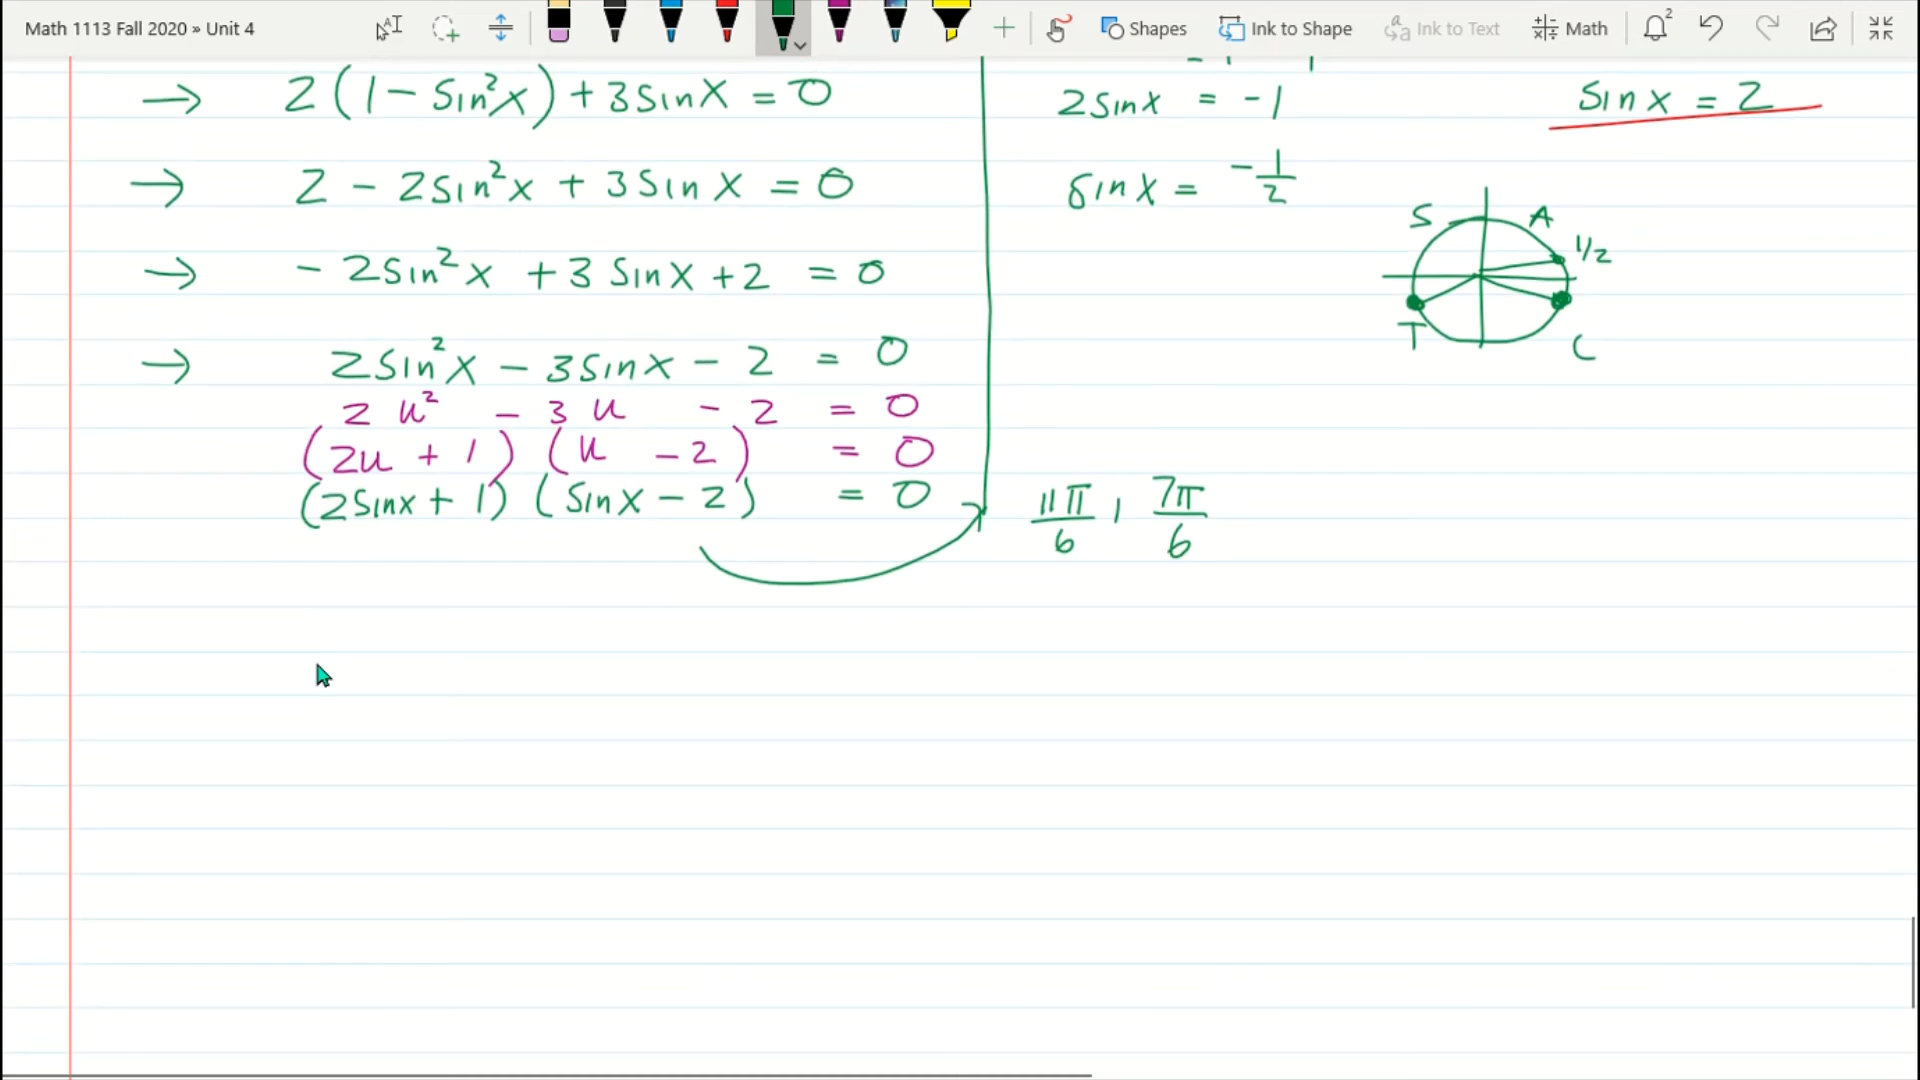 Math 1113 Fall 2020 » Unit 4
Shapes
Ink to Shape
Ink to Text
Math
2
→ 2(1 - sin²x) + 3sinx = 0
→ 2 - 2sin²x + 3sinx = 0
→ -2sin²x + 3sinx + 2 = 0
→ 2sin²x - 3sinx - 2 = 0
2u² - 3u - 2 = 0
(2u + 1)(u - 2) = 0
(2sinx + 1)(sinx - 2) = 0
2sinx = -1
sinx = -1/2
11π/6, 7π/6
sinx = 2
S A
1/2
T C